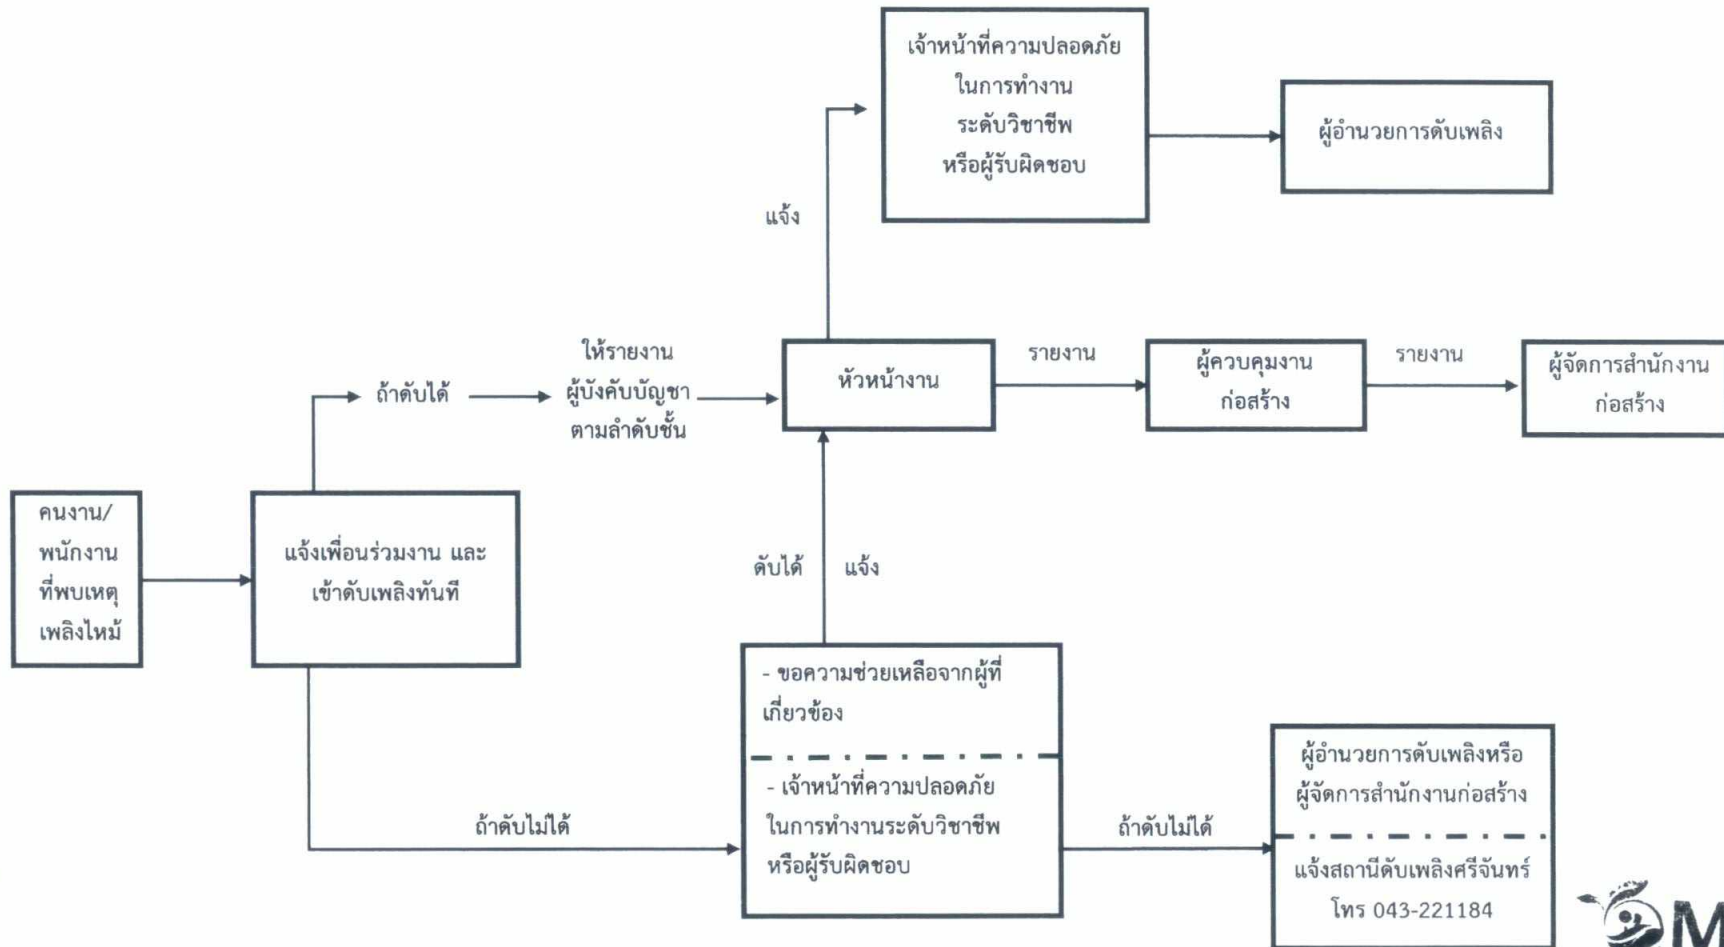 เจ้าหน้าที่ความปลอดภัย
ในการทำงาน
ระดับวิชาชีพ
หรือผู้รับผิดชอบ
ผู้อำนวยการดับเพลิง
แจ้ง
ให้รายงาน
ผู้บังคับบัญชา
ตามลำดับชั้น
ถ้าดับได้
หัวหน้างาน
รายงาน
ผู้ควบคุมงาน
ก่อสร้าง
รายงาน
ผู้จัดการสำนักงาน
ก่อสร้าง
คนงาน/
พนักงาน
ที่พบเหตุ
เพลิงไหม้
แจ้งเพื่อนร่วมงาน และ
เข้าดับเพลิงทันที
ดับได้ แจ้ง
- ขอความช่วยเหลือจากผู้ที่
เกี่ยวข้อง
- เจ้าหน้าที่ความปลอดภัย
ในการทำงานระดับวิชาชีพ
หรือผู้รับผิดชอบ
ถ้าดับไม่ได้
ถ้าดับไม่ได้
ผู้อำนวยการดับเพลิงหรือ
ผู้จัดการสำนักงานก่อสร้าง
แจ้งสถานีดับเพลิงศรีจันทร์
โทร 043-221184
M